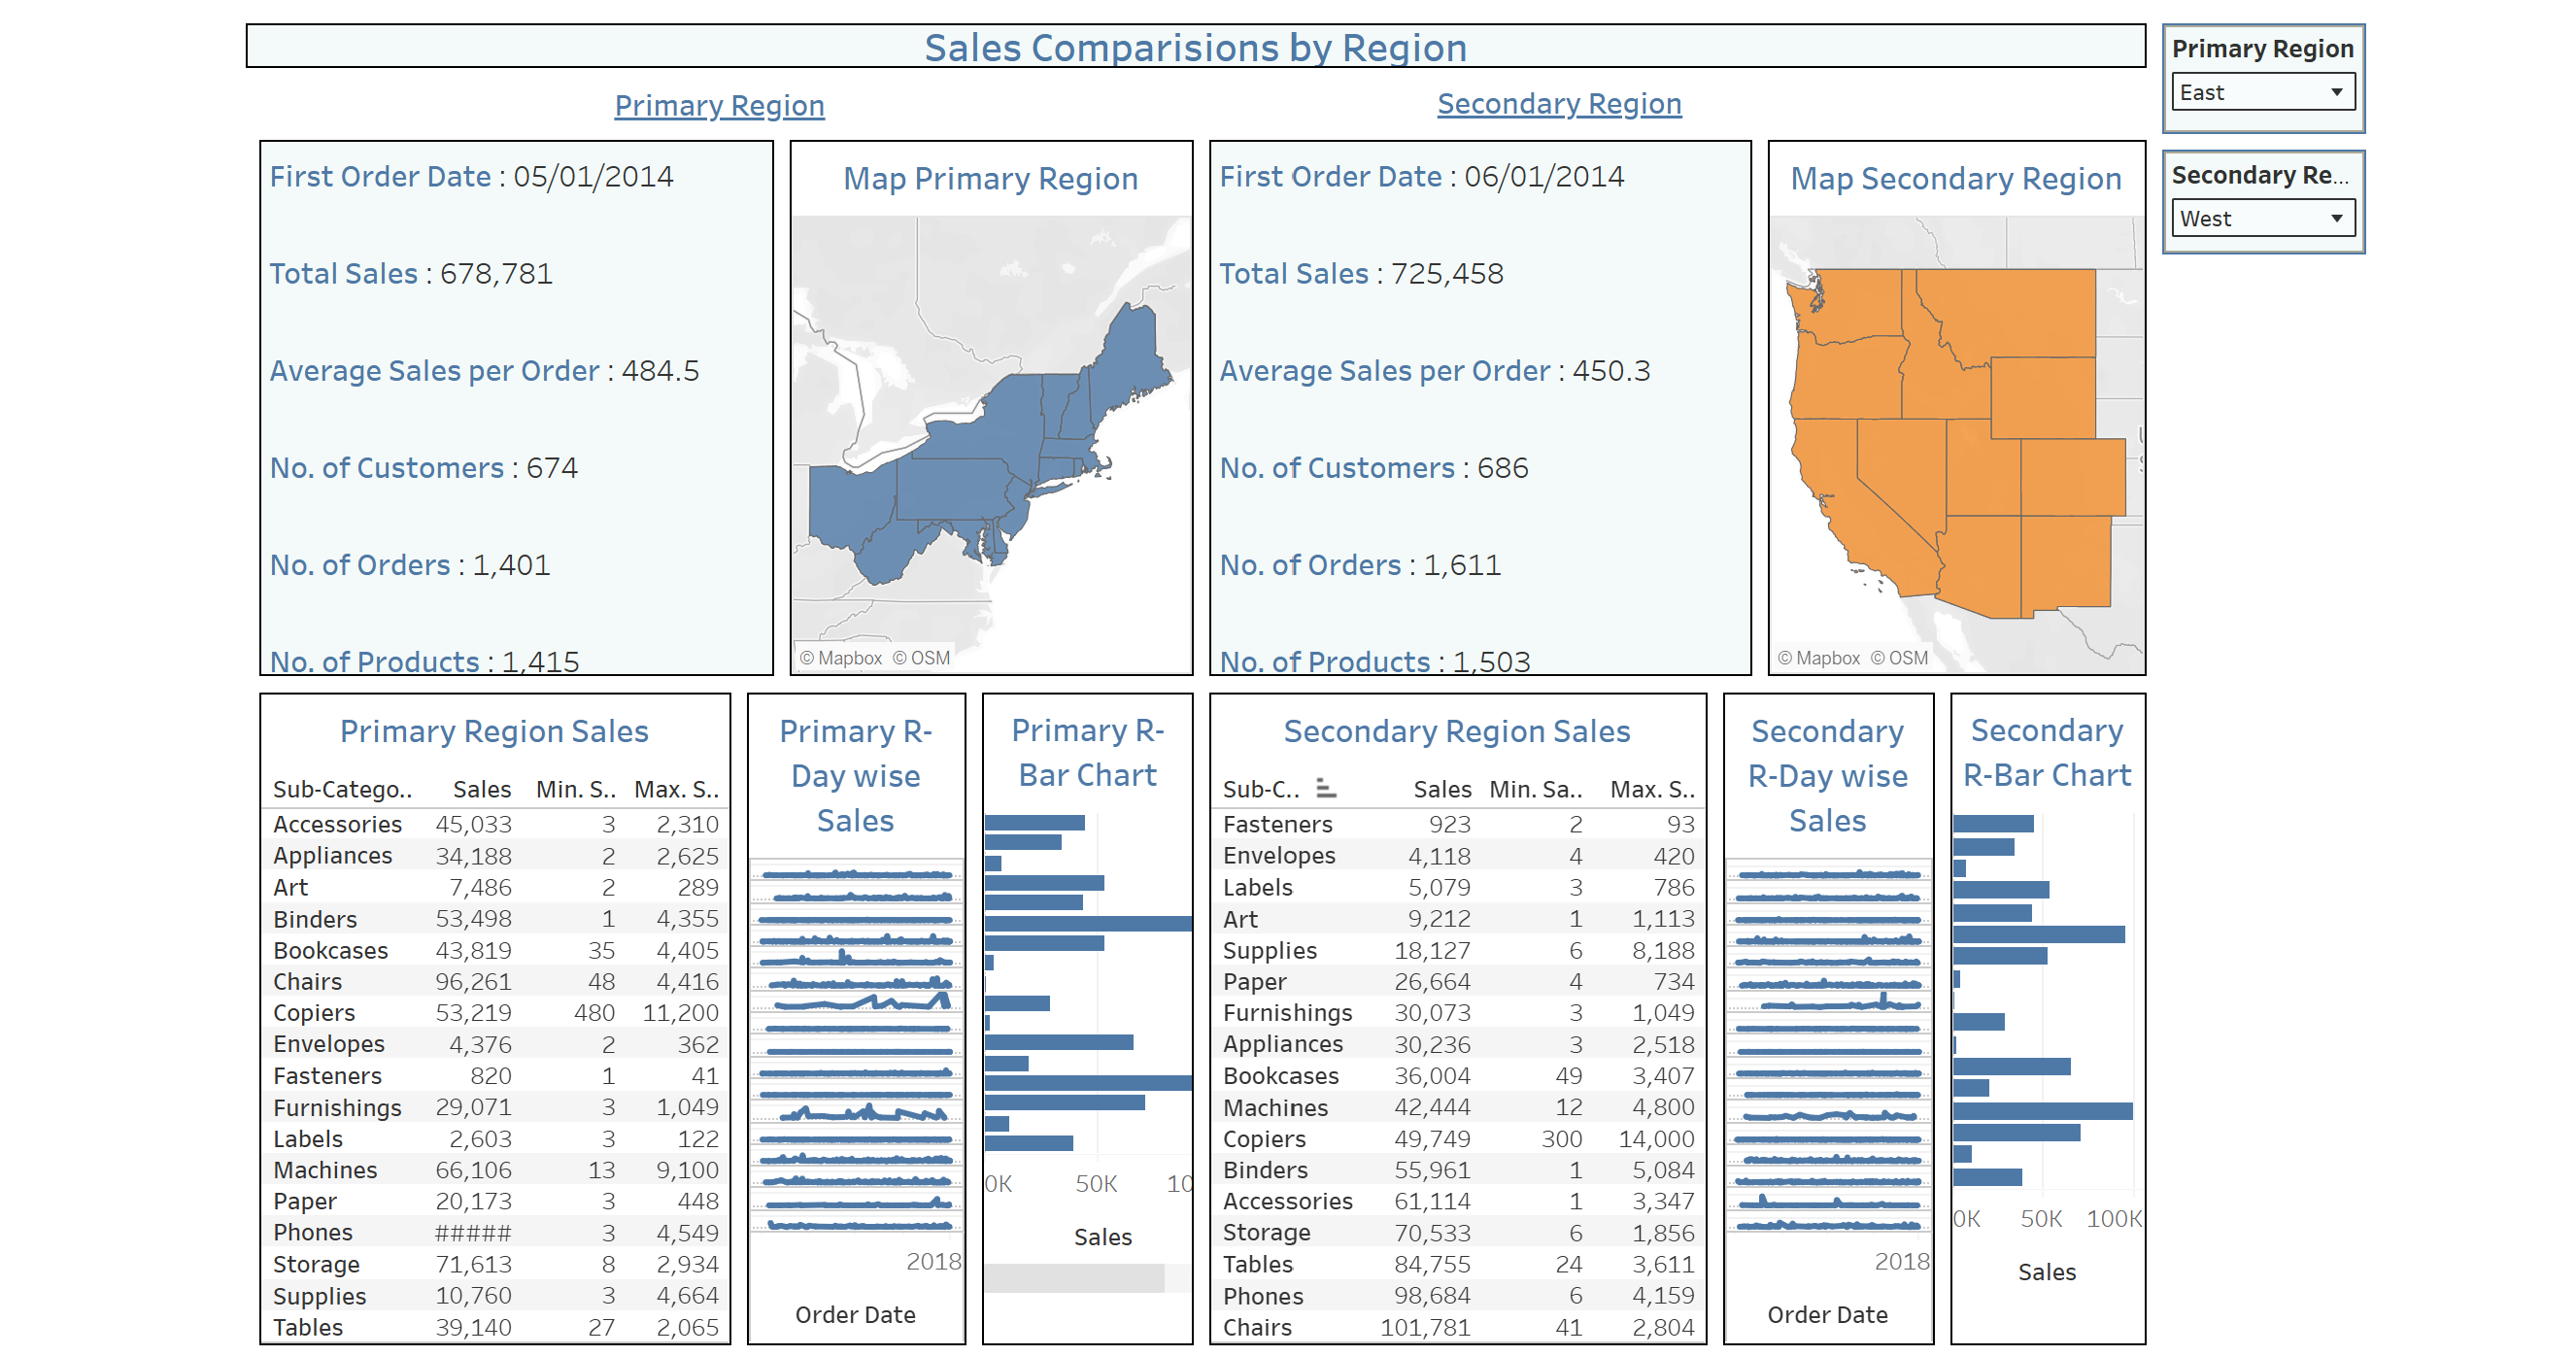 Sales Comparisions by Region
Primary Region
East
Secondary Re...
West
Primary Region
Secondary Region
First Order Date : 05/01/2014
Total Sales : 678,781
Average Sales per Order : 484.5
No. of Customers : 674
No. of Orders : 1,401
No. of Products : 1,415
Map Primary Region
© Mapbox © OSM
First Order Date : 06/01/2014
Total Sales : 725,458
Average Sales per Order : 450.3
No. of Customers : 686
No. of Orders : 1,611
No. of Products : 1,503
Map Secondary Region
© Mapbox © OSM
Primary Region Sales
Sub-Catego.. Sales Min. S.. Max. S..
Accessories 45,033 3 2,310
Appliances 34,188 2 2,625
Art 7,486 2 289
Binders 53,498 1 4,355
Bookcases 43,819 35 4,405
Chairs 96,261 48 4,416
Copiers 53,219 480 11,200
Envelopes 4,376 2 362
Fasteners 820 1 41
Furnishings 29,071 3 1,049
Labels 2,603 3 122
Machines 66,106 13 9,100
Paper 20,173 3 448
Phones ##### 3 4,549
Storage 71,613 8 2,934
Supplies 10,760 3 4,664
Tables 39,140 27 2,065
Primary R-
Day wise
Sales
2018
Order Date
Primary R-
Bar Chart
0K 50K 10
Sales
Secondary Region Sales
Sub-C.. Sales Min. Sa.. Max. S..
Fasteners 923 2 93
Envelopes 4,118 4 420
Labels 5,079 3 786
Art 9,212 1 1,113
Supplies 18,127 6 8,188
Paper 26,664 4 734
Furnishings 30,073 3 1,049
Appliances 30,236 3 2,518
Bookcases 36,004 49 3,407
Machines 42,444 12 4,800
Copiers 49,749 300 14,000
Binders 55,961 1 5,084
Accessories 61,114 1 3,347
Storage 70,533 6 1,856
Tables 84,755 24 3,611
Phones 98,684 6 4,159
Chairs 101,781 41 2,804
Secondary
R-Day wise
Sales
2018
Order Date
Secondary
R-Bar Chart
0K 50K 100K
Sales